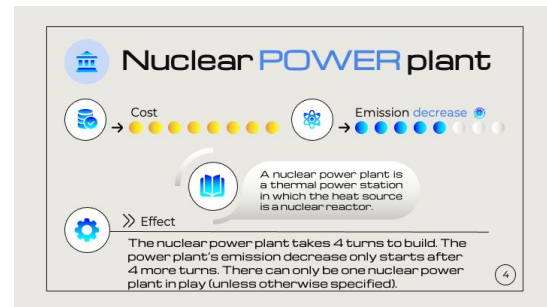 Nuclear POWER plant
Cost
Emission decrease
A nuclear power plant is
a thermal power station
in which the heat source
is a nuclear reactor.
Effect
The nuclear power plant takes 4 turns to build. The
power plant's emission decrease only starts after
4 more turns. There can only be one nuclear power
plant in play (unless otherwise specified).
4